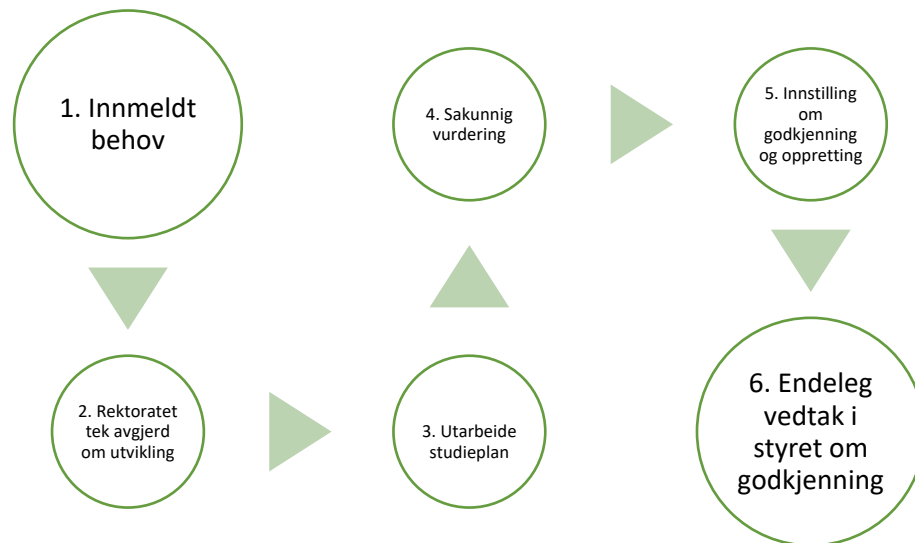 1. Innmeldt
behov
2. Rektoratet
tek avgjerd
om utvikling
3. Utarbeide
studieplan
4. Sakunnig
vurdering
5. Innstilling
om
godkjenning
og oppretting
6. Endeleg
vedtak i
styret om
godkjenning